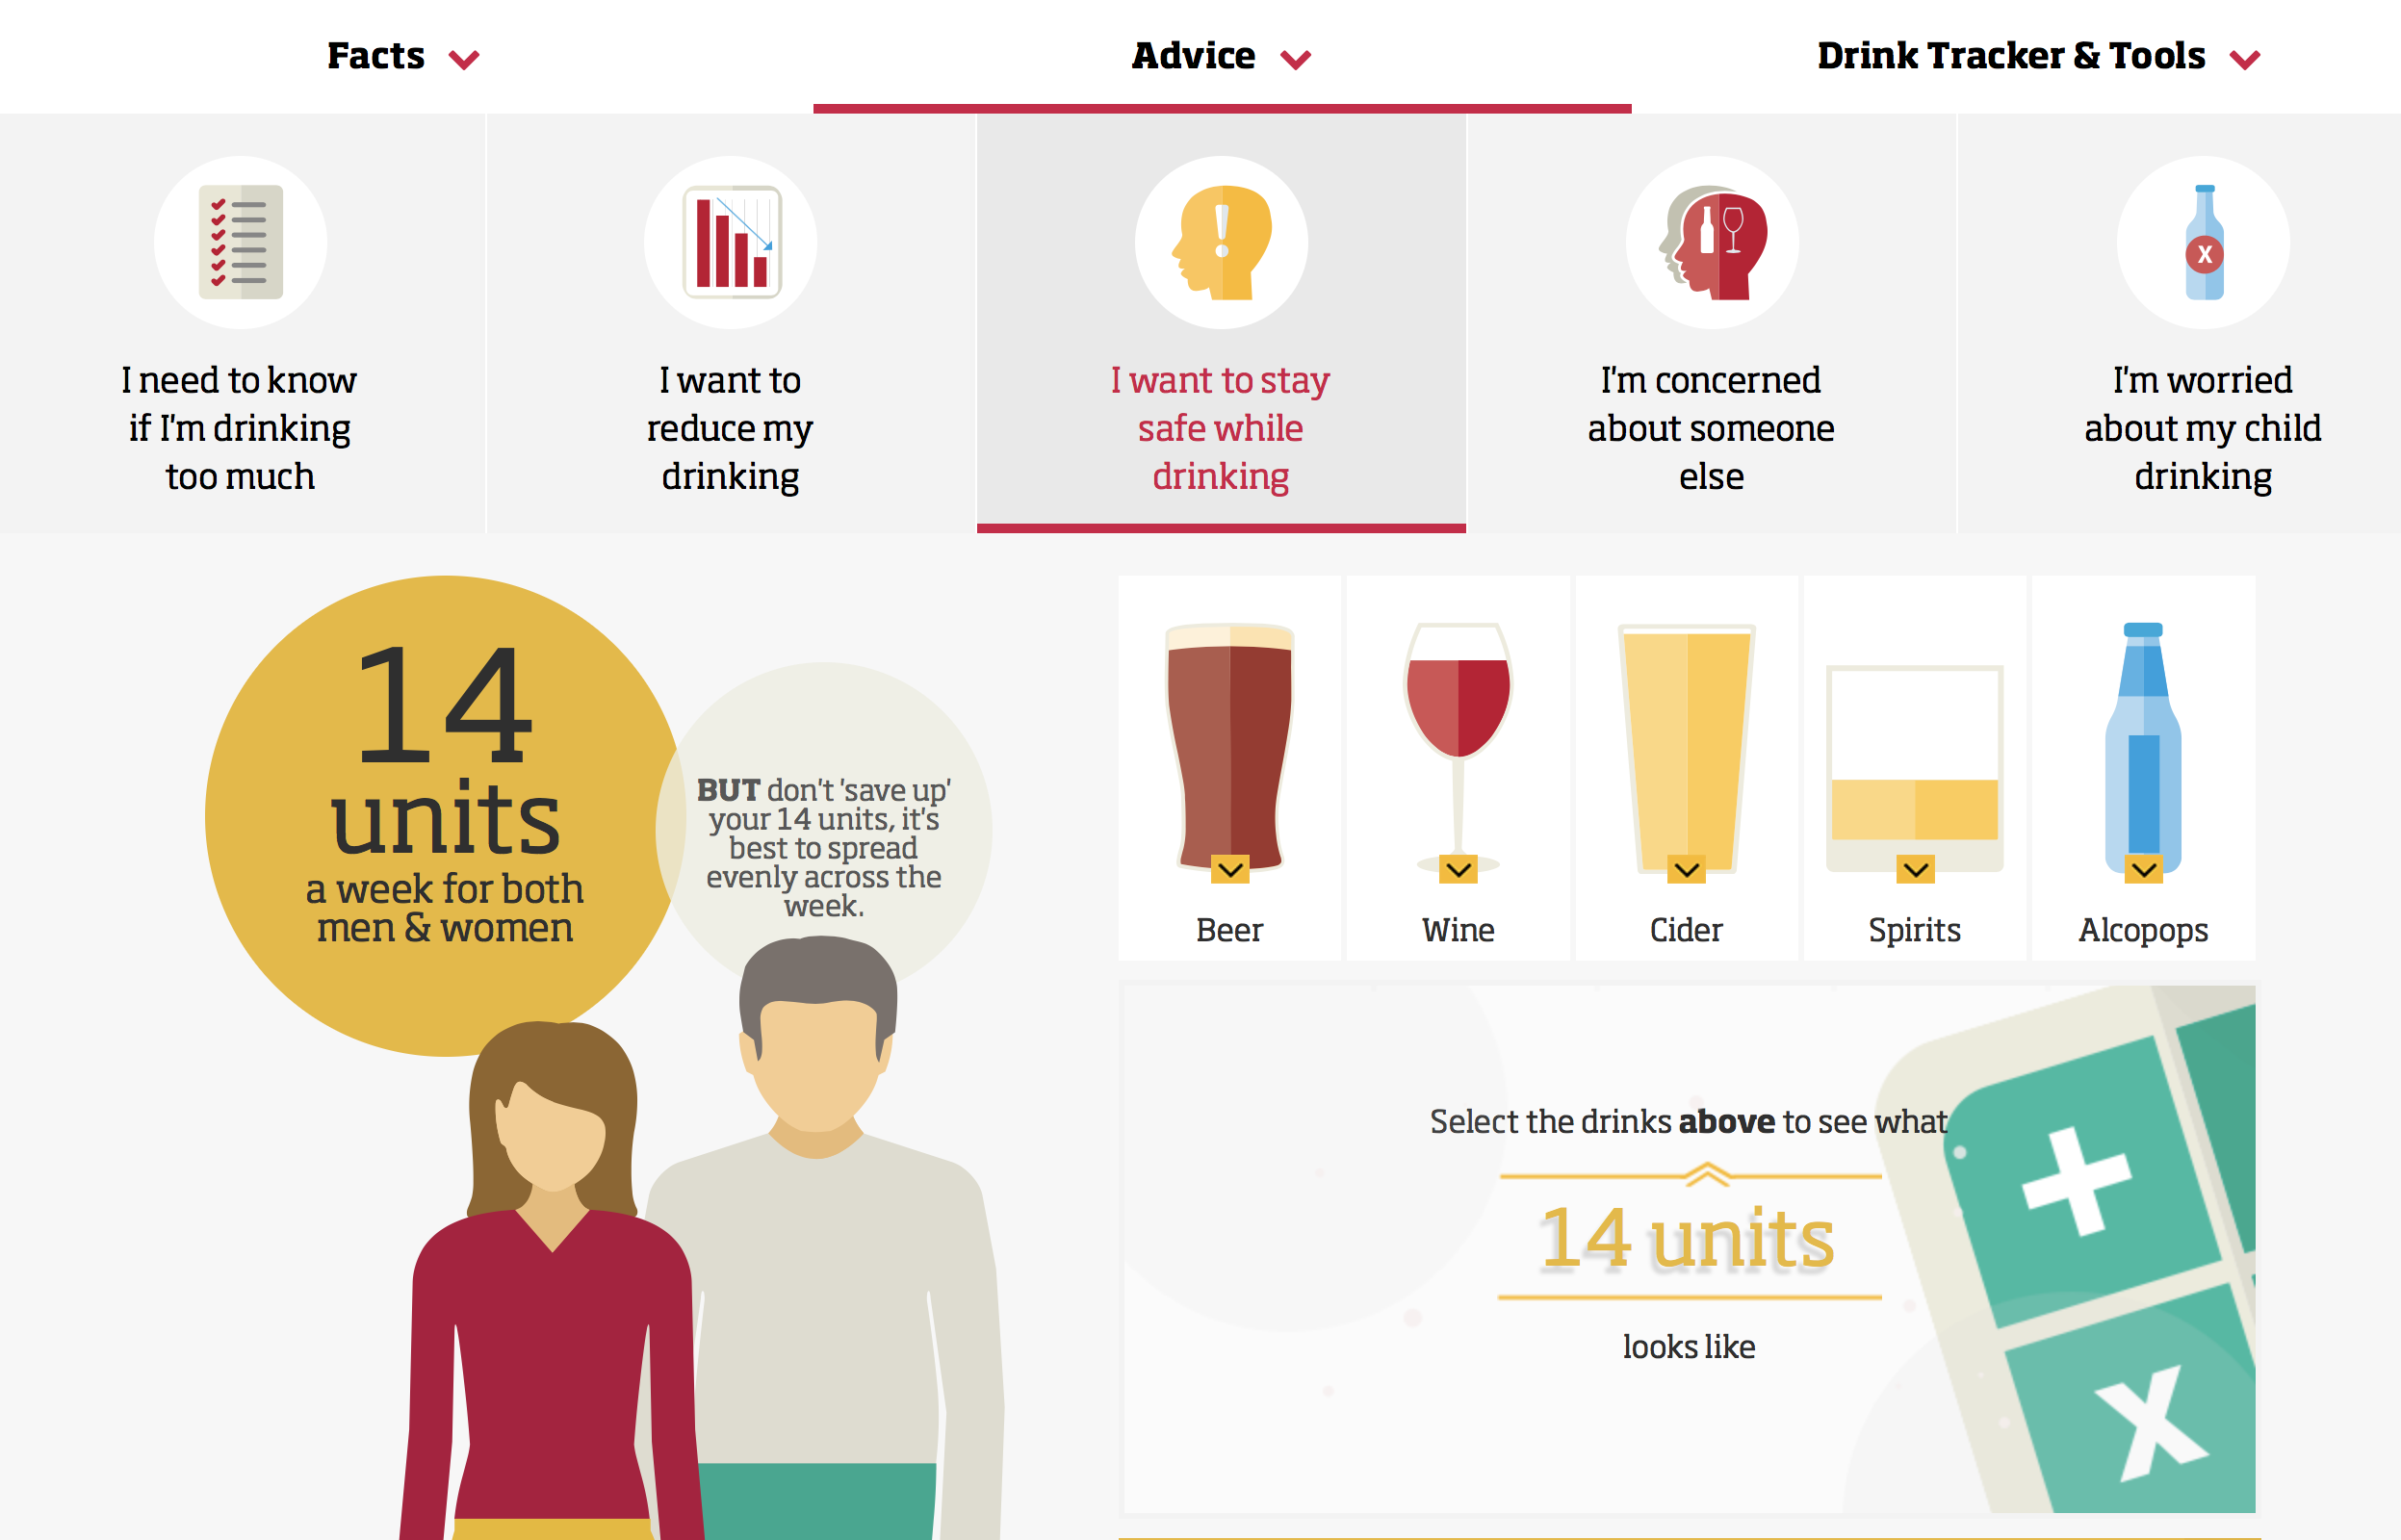 Facts
Advice
Drink Tracker & Tools
I need to know
if I'm drinking
too much
I want to
reduce my
drinking
I want to stay
safe while
drinking
I'm concerned
about someone
else
I'm worried
about my child
drinking
X
14
units
a week for both
men & women
BUT don't 'save up'
your 14 units, it's
best to spread
evenly across the
week.
Beer
Wine
Cider
Spirits
Alcopops
Select the drinks above to see what
14 units
looks like
+
x